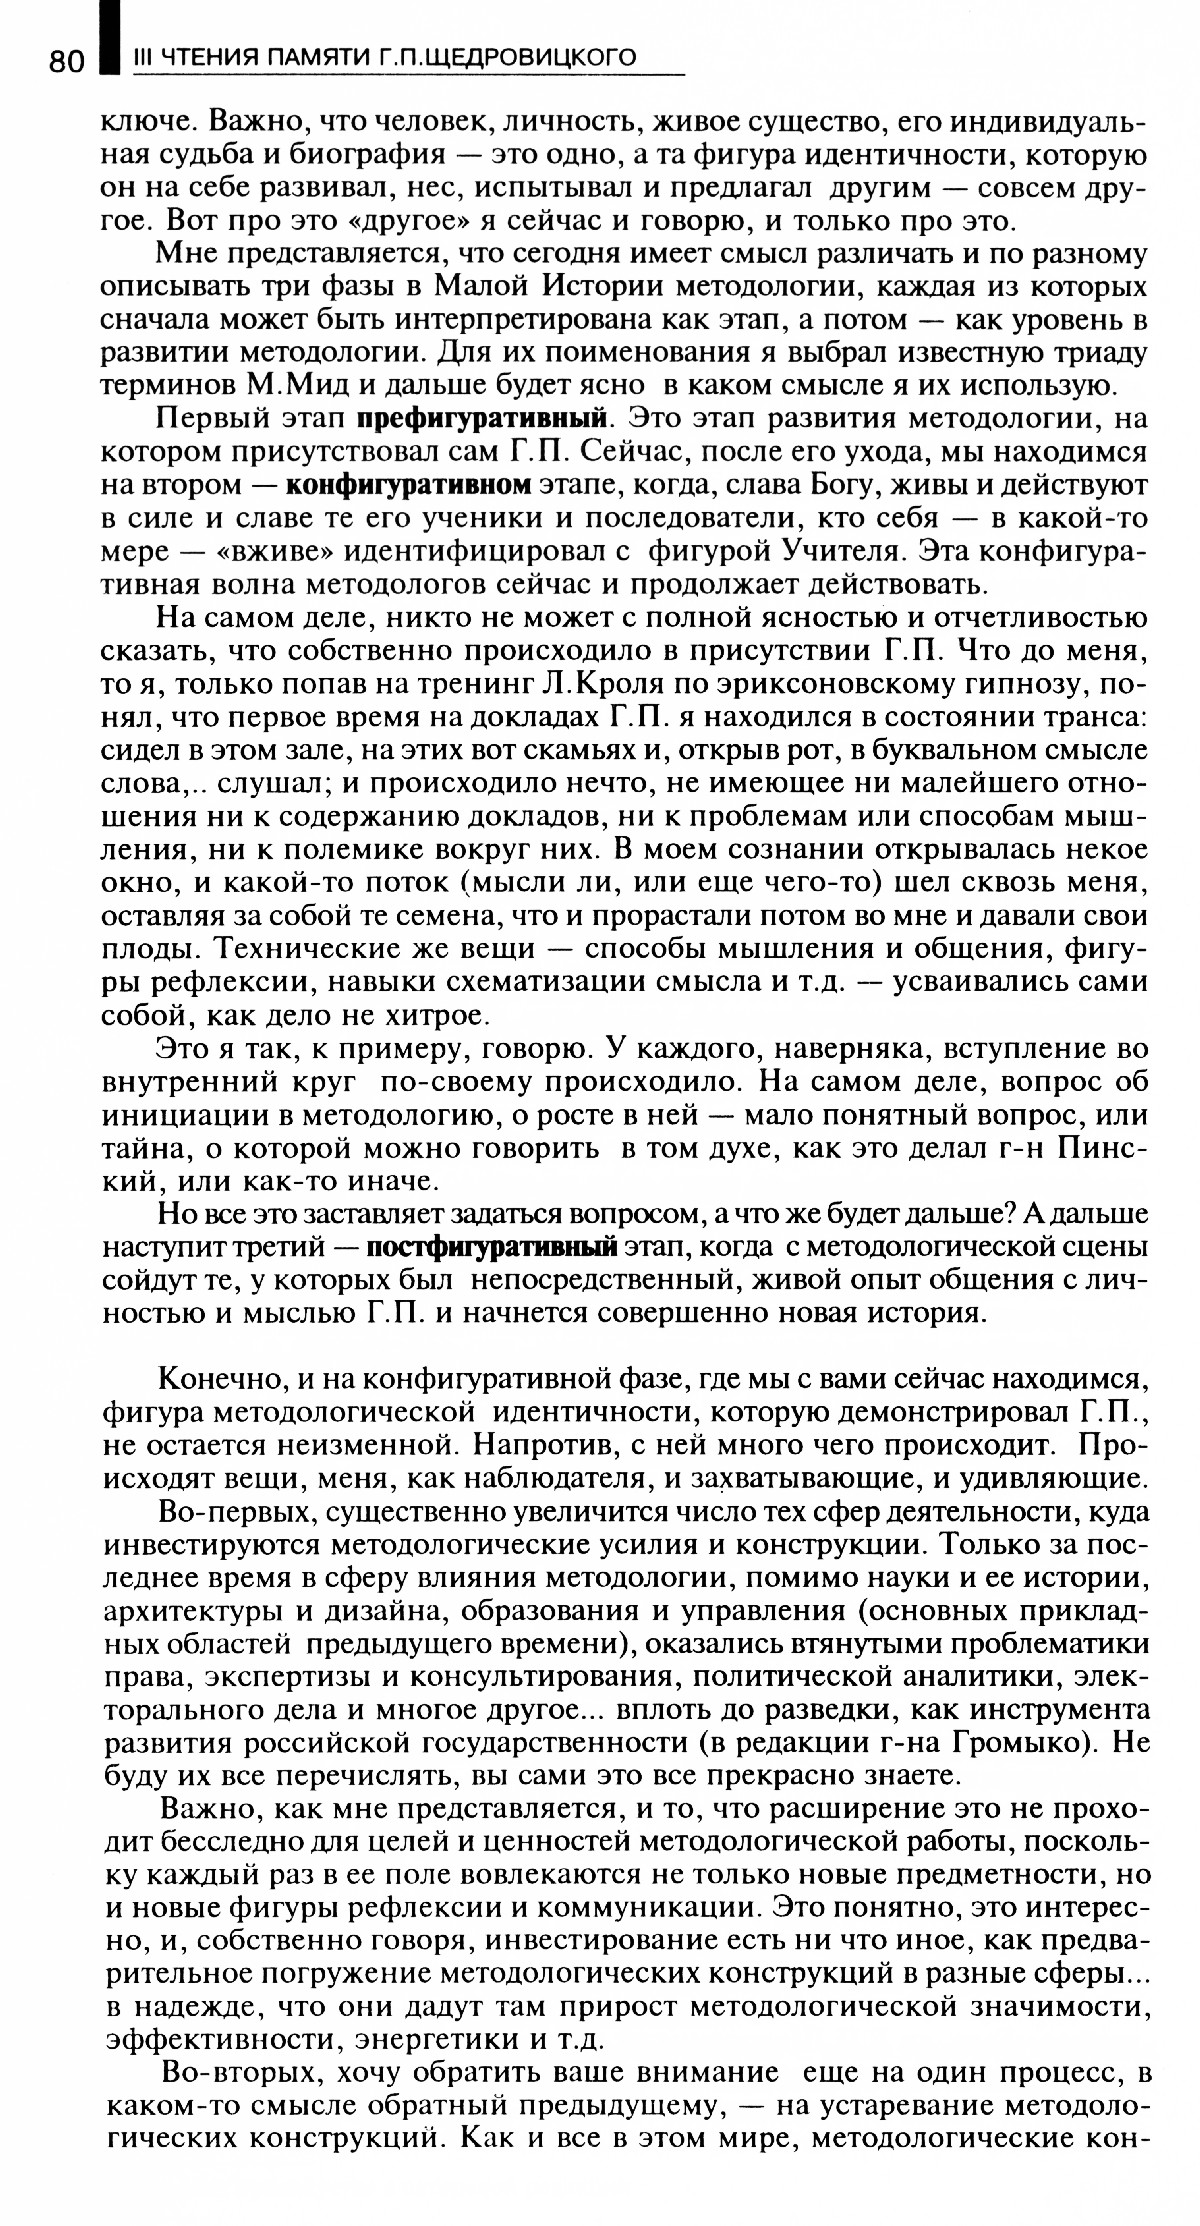 80
III ЧТЕНИЯ ПАМЯТИ Г.П.ЩЕДРОВИЦКОГО
ключе. Важно, что человек, личность, живое существо, его индивидуаль-
ная судьба и биография — это одно, а та фигура идентичности, которую
он на себе развивал, нес, испытывал и предлагал другим — совсем дру-
гое. Вот про это «другое» я сейчас и говорю, и только про это.
Мне представляется, что сегодня имеет смысл различать и по разному
описывать три фазы в Малой Истории методологии, каждая из которых
сначала может быть интерпретирована как этап, а потом — как уровень в
развитии методологии. Для их поименования я выбрал известную триаду
терминов М.Мид и дальше будет ясно в каком смысле я их использую.
Первый этап префигуративный. Это этап развития методологии, на
котором присутствовал сам Г.П. Сейчас, после его ухода, мы находимся
на втором — конфигуративном этапе, когда, слава Богу, живы и действуют
в силе и славе те его ученики и последователи, кто себя — в какой-то
мере — «вживе» идентифицировал с фигурой Учителя. Эта конфигура-
тивная волна методологов сейчас и продолжает действовать.
На самом деле, никто не может с полной ясностью и отчетливостью
сказать, что собственно происходило в присутствии Г.П. Что до меня,
то я, только попав на тренинг Л.Кроля по эриксоновскому гипнозу, по-
нял, что первое время на докладах Г.П. я находился в состоянии транса:
сидел в этом зале, на этих вот скамьях и, открыв рот, в буквальном смысле
слова,.. слушал; и происходило нечто, не имеющее ни малейшего отно-
шения ни к содержанию докладов, ни к проблемам или способам мыш-
ления, ни к полемике вокруг них. В моем сознании открывалась некое
окно, и какой-то поток (мысли ли, или еще чего-то) шел сквозь меня,
оставляя за собой те семена, что и прорастали потом во мне и давали свои
плоды. Технические же вещи — способы мышления и общения, фигу-
ры рефлексии, навыки схематизации смысла и т.д. — усваивались сами
собой, как дело не хитрое.
Это я так, к примеру, говорю. У каждого, наверняка, вступление во
внутренний круг по-своему происходило. На самом деле, вопрос об
инициации в методологию, о росте в ней — мало понятный вопрос, или
тайна, о которой можно говорить в том духе, как это делал г-н Пинс-
кий, или как-то иначе.
Но все это заставляет задаться вопросом, а что же будет дальше? А дальше
наступит третий — постфигуративный этап, когда с методологической сцены
сойдут те, у которых был непосредственный, живой опыт общения с лич-
ностью и мыслью Г.П. и начнется совершенно новая история.
Конечно, и на конфигуративной фазе, где мы с вами сейчас находимся,
фигура методологической идентичности, которую демонстрировал Г.П.,
не остается неизменной. Напротив, с ней много чего происходит. Про-
исходят вещи, меня, как наблюдателя, и захватывающие, и удивляющие.
Во-первых, существенно увеличится число тех сфер деятельности, куда
инвестируются методологические усилия и конструкции. Только за пос-
леднее время в сферу влияния методологии, помимо науки и ее истории,
архитектуры и дизайна, образования и управления (основных приклад-
ных областей предыдущего времени), оказались втянутыми проблематики
права, экспертизы и консультирования, политической аналитики, элек-
торального дела и многое другое... вплоть до разведки, как инструмента
развития российской государственности (в редакции г-на Громыко). Не
буду их все перечислять, вы сами это все прекрасно знаете.
Важно, как мне представляется, и то, что расширение это не прохо-
дит бесследно для целей и ценностей методологической работы, посколь-
ку каждый раз в ее поле вовлекаются не только новые предметности, но
и новые фигуры рефлексии и коммуникации. Это понятно, это интерес-
но, и, собственно говоря, инвестирование есть ни что иное, как предва-
рительное погружение методологических конструкций в разные сферы...
в надежде, что они дадут там прирост методологической значимости,
эффективности, энергетики и т.д.
Во-вторых, хочу обратить ваше внимание еще на один процесс, в
каком-то смысле обратный предыдущему, — на устаревание методоло-
гических конструкций. Как и все в этом мире, методологические кон-